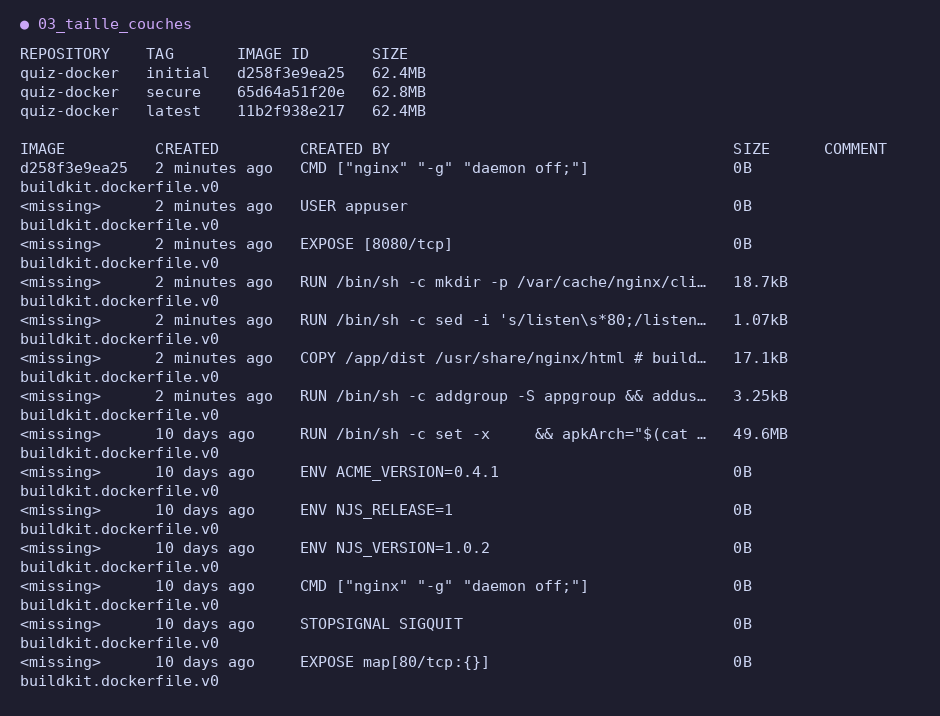 ● 03_taille_couches
REPOSITORY    TAG       IMAGE ID       SIZE
quiz-docker   initial   d258f3e9ea25   62.4MB
quiz-docker   secure    65d64a51f20e   62.8MB
quiz-docker   latest    11b2f938e217   62.4MB
IMAGE          CREATED         CREATED BY                                      SIZE      COMMENT
d258f3e9ea25   2 minutes ago   CMD ["nginx" "-g" "daemon off;"]                0B
buildkit.dockerfile.v0
<missing>      2 minutes ago   USER appuser                                    0B
buildkit.dockerfile.v0
<missing>      2 minutes ago   EXPOSE [8080/tcp]                               0B
buildkit.dockerfile.v0
<missing>      2 minutes ago   RUN /bin/sh -c mkdir -p /var/cache/nginx/cli…   18.7kB
buildkit.dockerfile.v0
<missing>      2 minutes ago   RUN /bin/sh -c sed -i 's/listen\s*80;/listen…   1.07kB
buildkit.dockerfile.v0
<missing>      2 minutes ago   COPY /app/dist /usr/share/nginx/html # build…   17.1kB
buildkit.dockerfile.v0
<missing>      2 minutes ago   RUN /bin/sh -c addgroup -S appgroup && addus…   3.25kB
buildkit.dockerfile.v0
<missing>      10 days ago     RUN /bin/sh -c set -x     && apkArch="$(cat …   49.6MB
buildkit.dockerfile.v0
<missing>      10 days ago     ENV ACME_VERSION=0.4.1                          0B
buildkit.dockerfile.v0
<missing>      10 days ago     ENV NJS_RELEASE=1                               0B
buildkit.dockerfile.v0
<missing>      10 days ago     ENV NJS_VERSION=1.0.2                           0B
buildkit.dockerfile.v0
<missing>      10 days ago     CMD ["nginx" "-g" "daemon off;"]                0B
buildkit.dockerfile.v0
<missing>      10 days ago     STOPSIGNAL SIGQUIT                              0B
buildkit.dockerfile.v0
<missing>      10 days ago     EXPOSE map[80/tcp:{}]                           0B
buildkit.dockerfile.v0